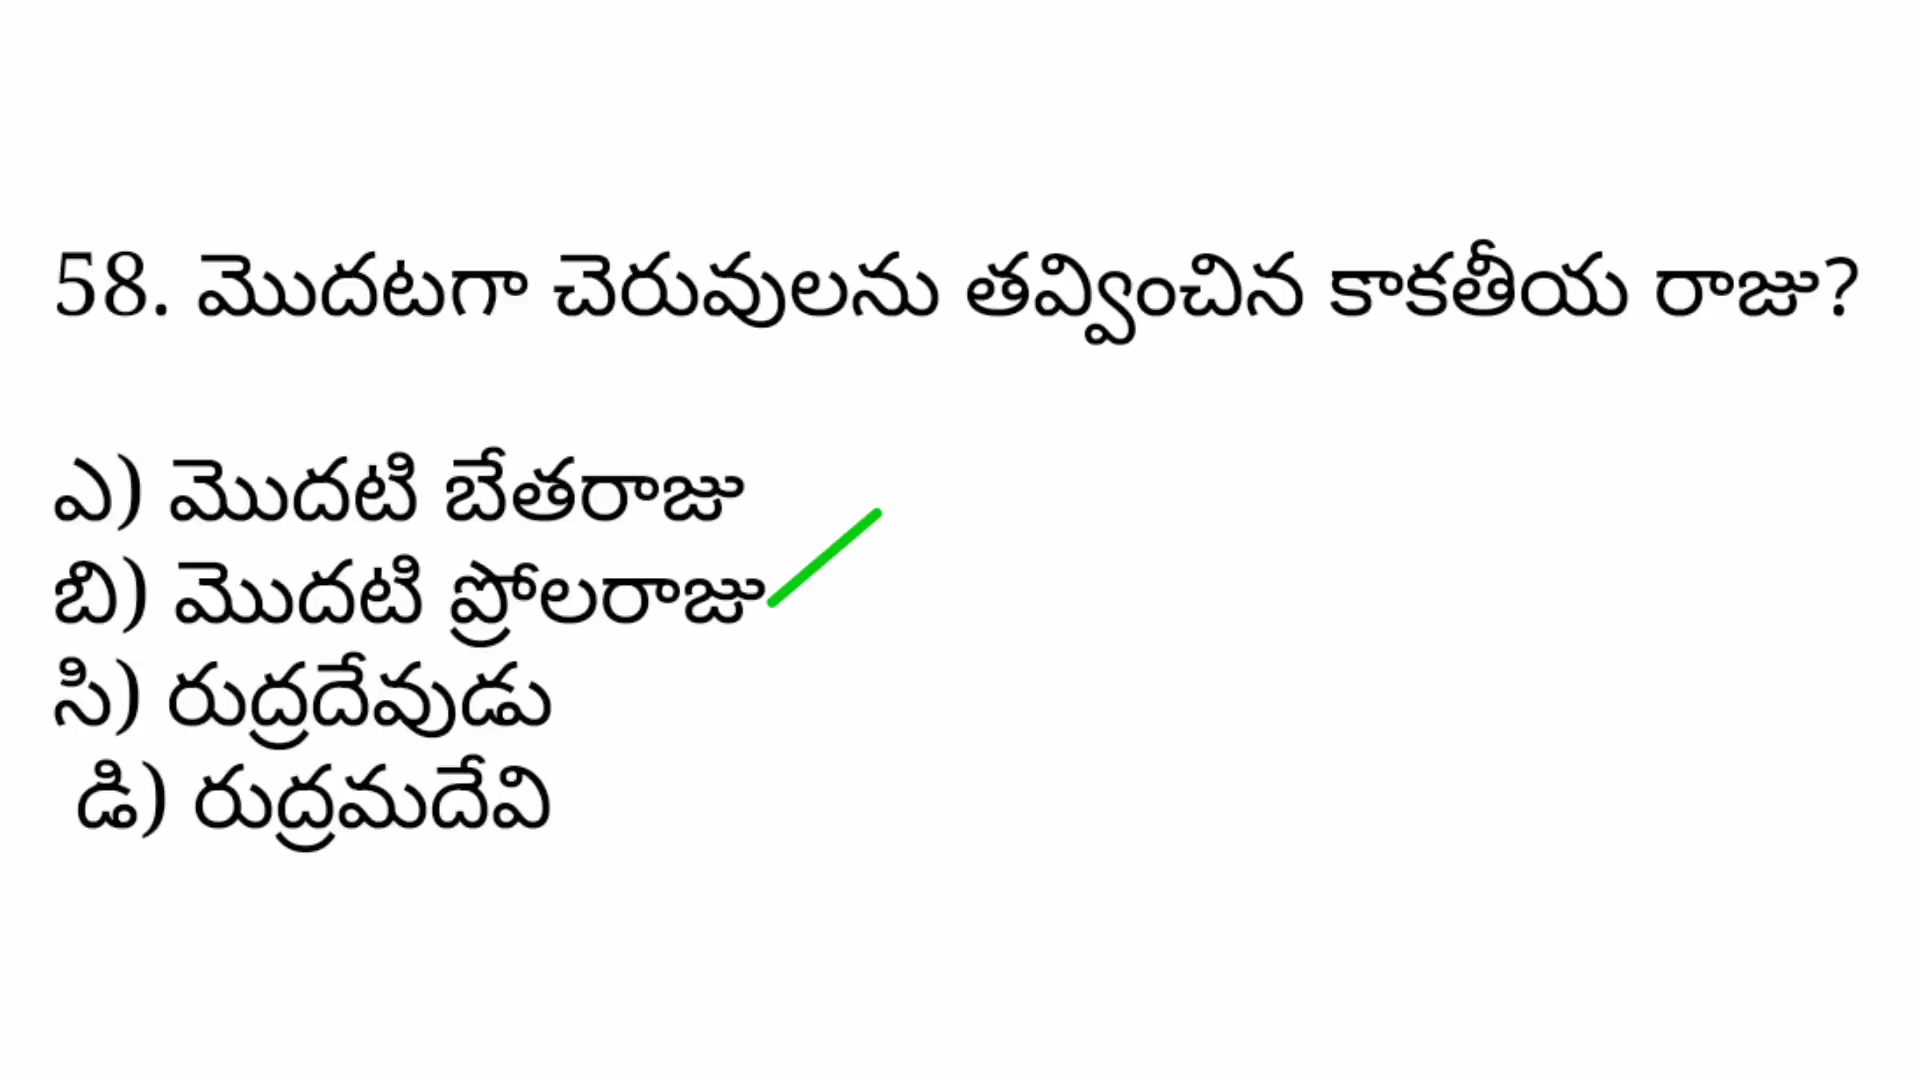 58. మొదటగా చెరువులను తవ్వించిన కాకతీయ రాజు?
ఎ) మొదటి బేతరాజు
బి) మొదటి ప్రోలరాజు
సి) రుద్రదేవుడు
డి) రుద్రమదేవి